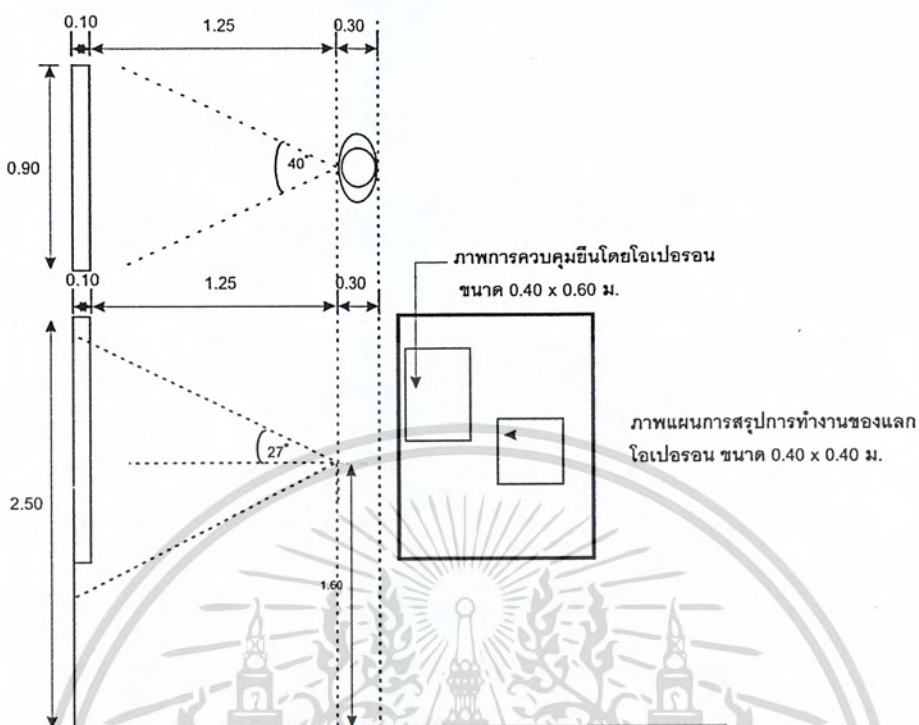 0.10
1.25
0.30
0.90
40°
0.10
1.25
0.30
ภาพการควบคุมยีนโดยโอเปอรอน
ขนาด 0.40 x 0.60 ม.
27°
ภาพแผนการสรุปการทำงานของแลก
โอเปอรอน ขนาด 0.40 x 0.40 ม.
2.50
1.60